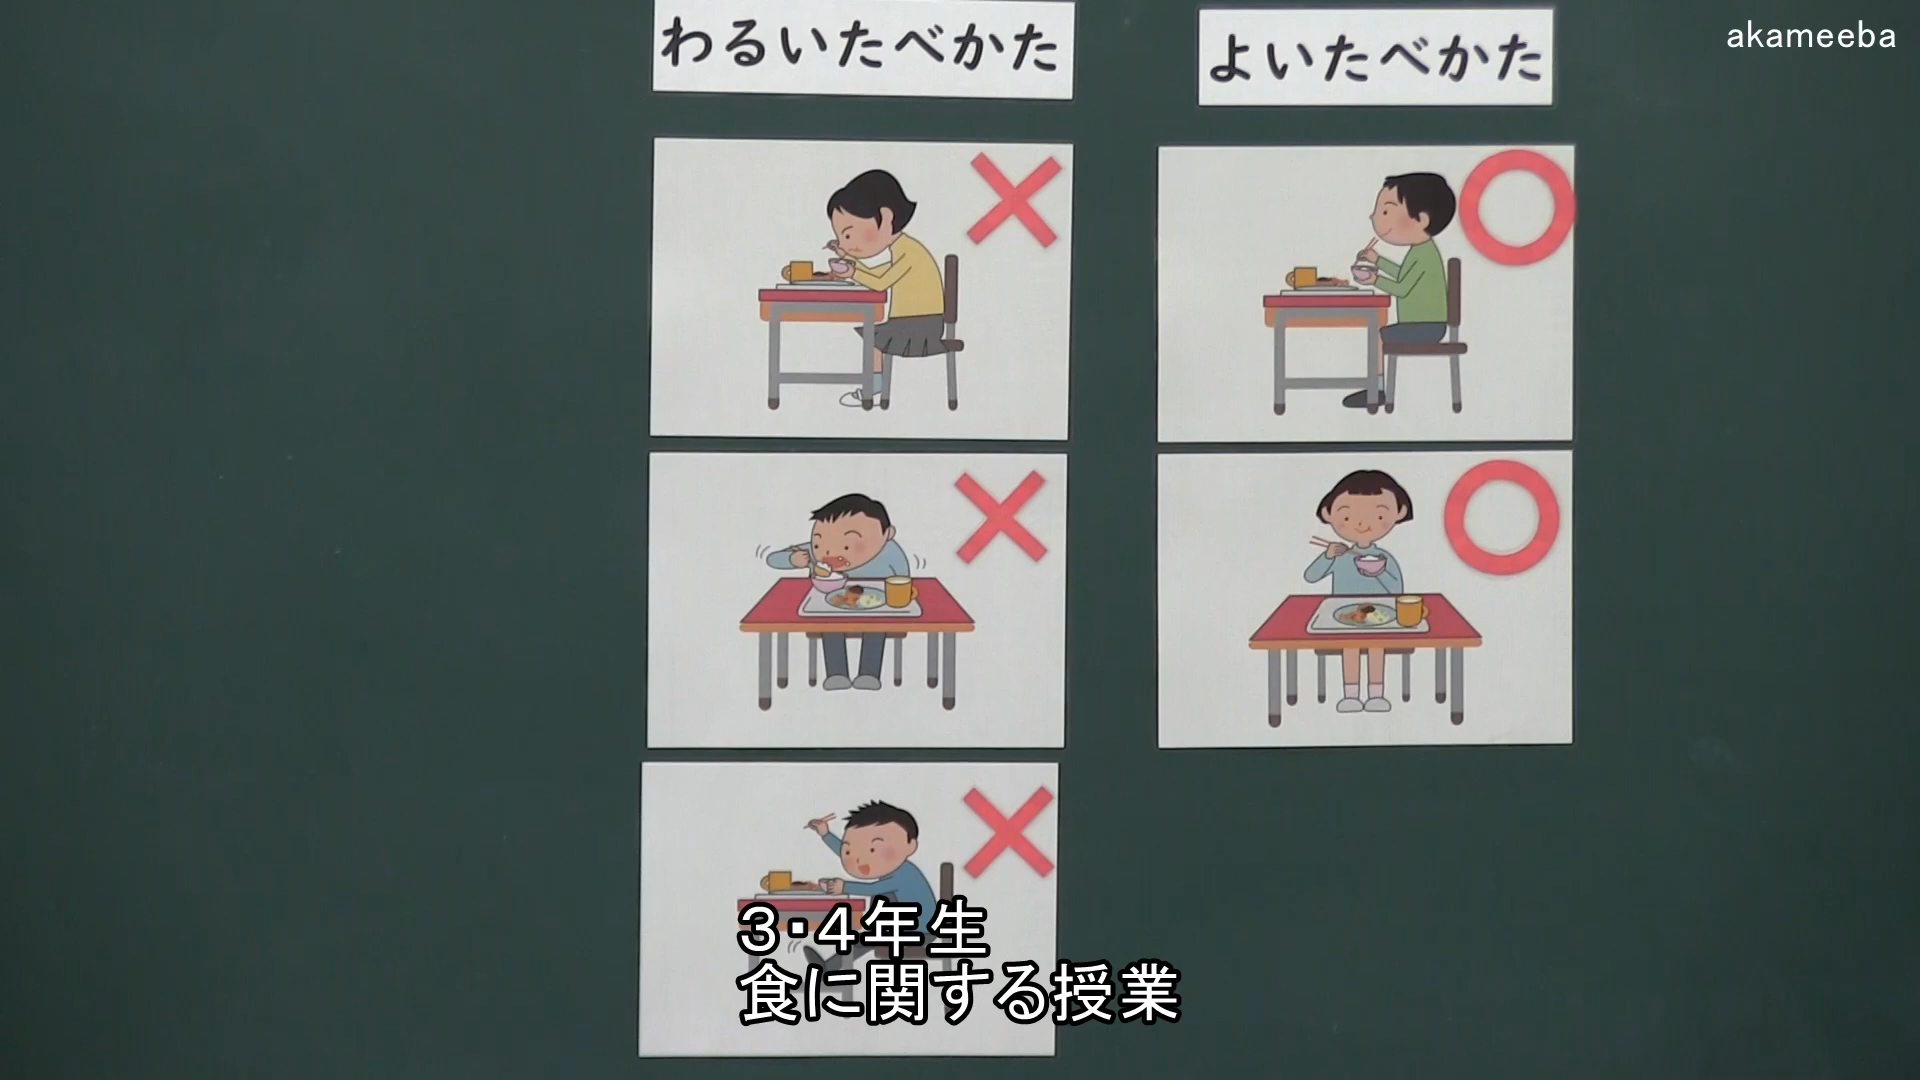 akameeba
わるいたべかた
よいたべかた
３・４年生
食に関する授業